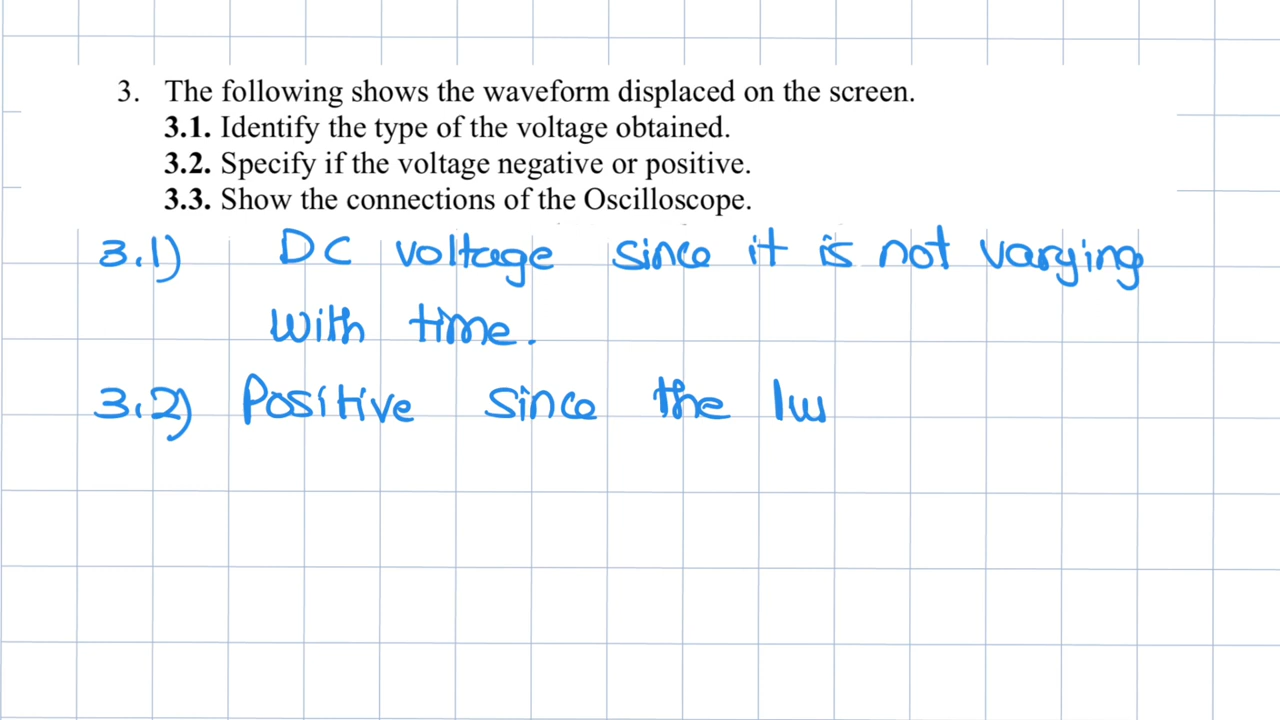 3. The following shows the waveform displaced on the screen.
3.1. Identify the type of the voltage obtained.
3.2. Specify if the voltage negative or positive.
3.3. Show the connections of the Oscilloscope.
3.1) DC voltage since it is not varying
with time.
3.2) Positive since the